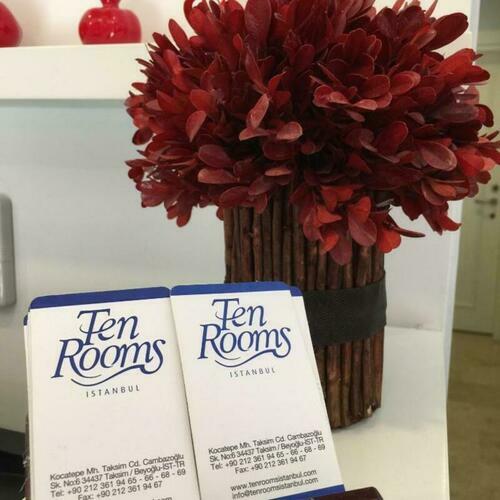 Ten
Rooms
ISTANBUL
Kocatepe Mh. Taksim Cd. Cambazoğlu
Sk. No:6 34437 Taksim / Beyoğlu-İST-TR
Tel: +90 212 361 94 65 - 66 - 68 - 69
Fax: +90 212 361 94 67
Ten
Rooms
ISTANBUL
Kocatepe Mh. Taksim Cd. Cambazoğlu
Sk. No:6 34437 Taksim / Beyoğlu-İST-TR
Tel: +90 212 361 94 65 - 66 - 68 - 69
Fax: +90 212 361 94 67
www.tenroomsistanbul.com
info@tenroomsistanbul.com